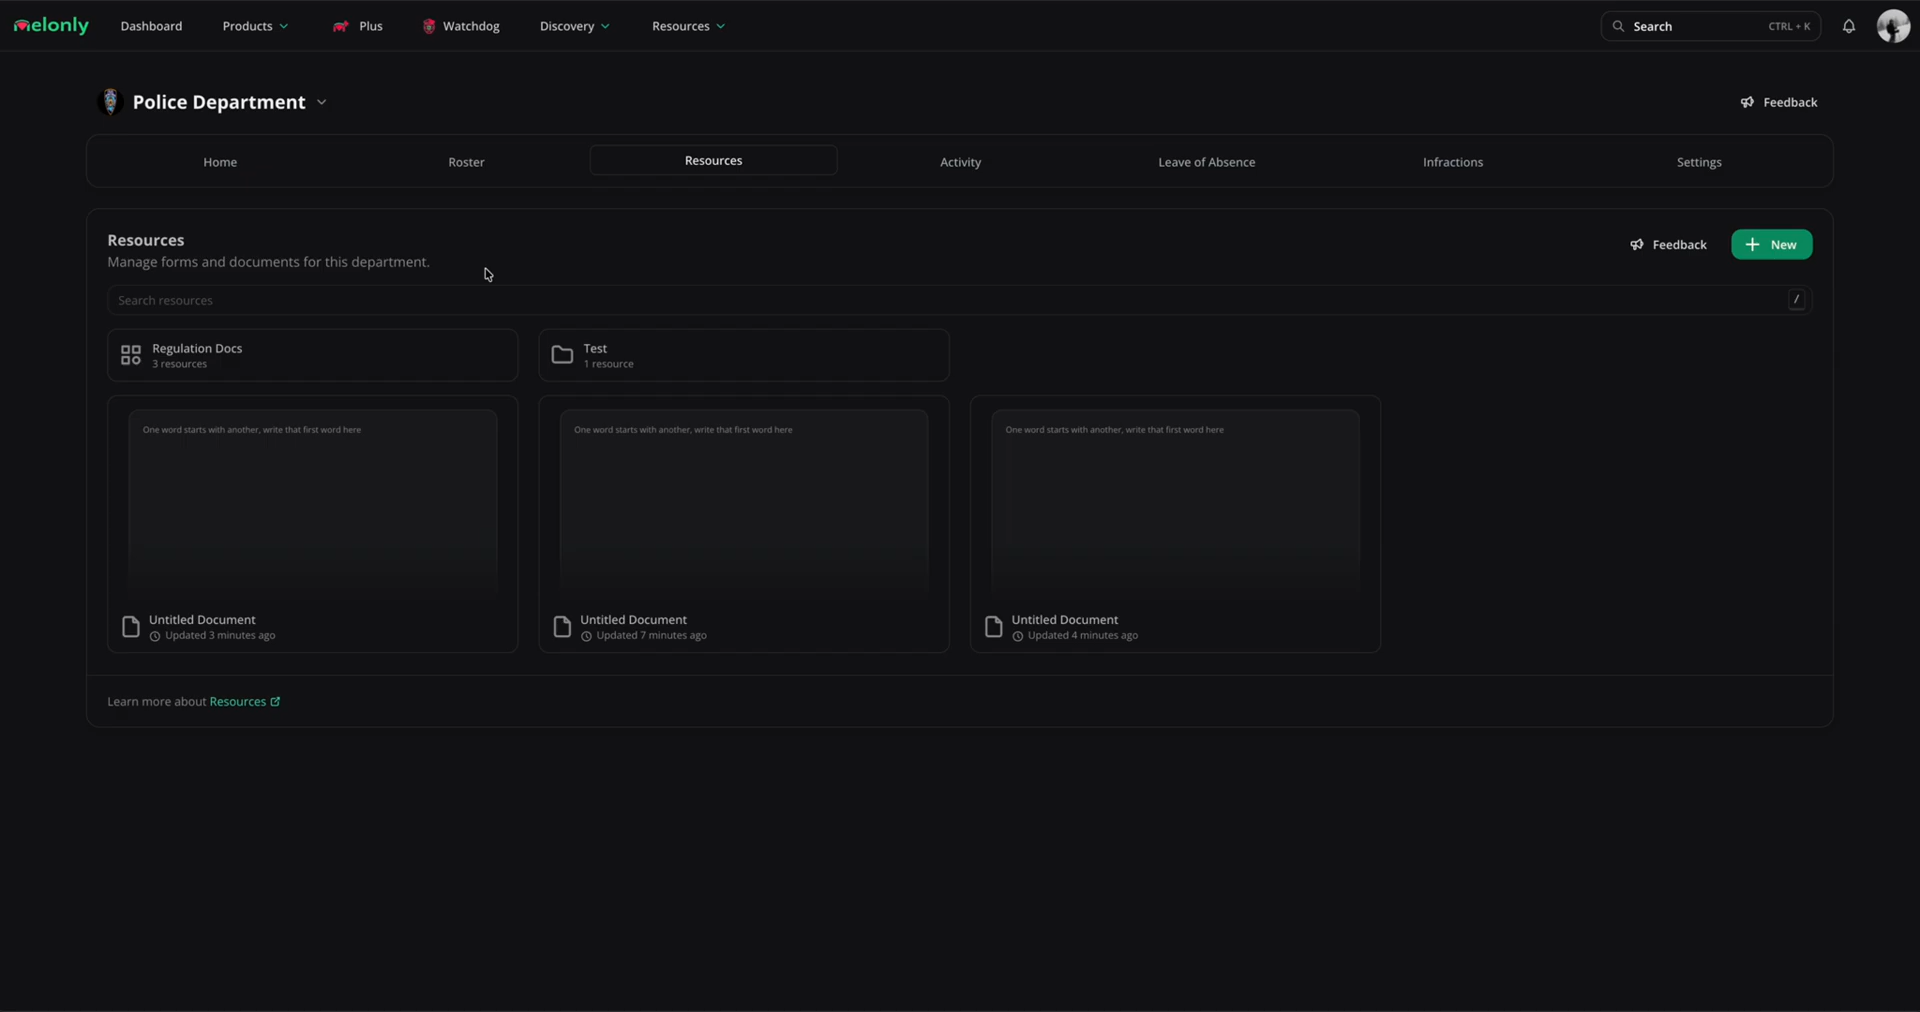 melonly Dashboard Products Plus Watchdog Discovery Resources Search CTRL + K
Police Department Feedback
Home Roster Resources Activity Leave of Absence Infractions Settings
Resources Feedback New
Manage forms and documents for this department.
Search resources /
Regulation Docs
3 resources
Test
1 resource
One word starts with another, write that first word here
One word starts with another, write that first word here
One word starts with another, write that first word here
Untitled Document
Updated 3 minutes ago
Untitled Document
Updated 7 minutes ago
Untitled Document
Updated 4 minutes ago
Learn more about Resources